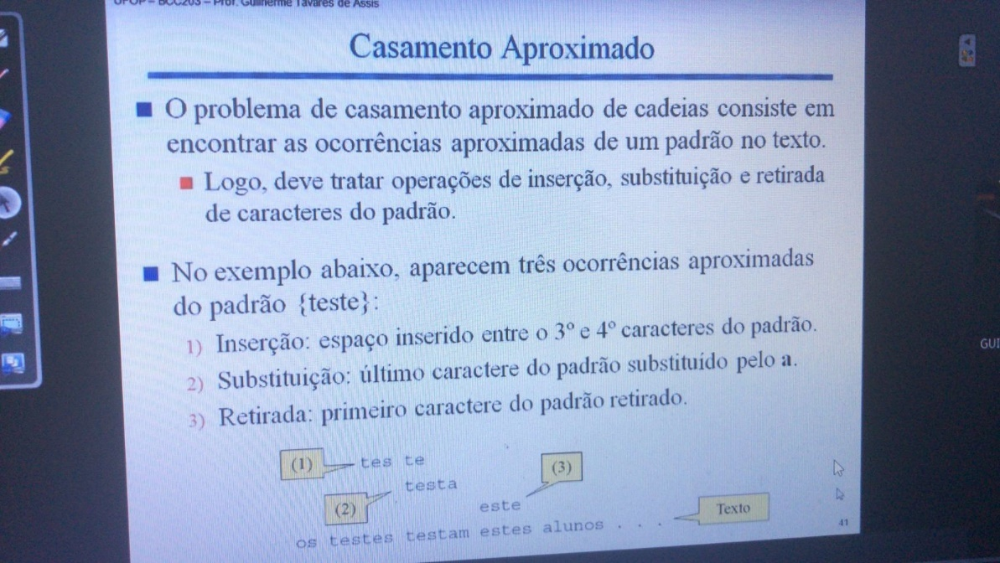 UFOP – BCC203 – Prof. Guilherme Tavares de Assis
Casamento Aproximado
O problema de casamento aproximado de cadeias consiste em
encontrar as ocorrências aproximadas de um padrão no texto.
Logo, deve tratar operações de inserção, substituição e retirada
de caracteres do padrão.
No exemplo abaixo, aparecem três ocorrências aproximadas
do padrão {teste}:
1) Inserção: espaço inserido entre o 3º e 4º caracteres do padrão.
2) Substituição: último caractere do padrão substituído pelo a.
3) Retirada: primeiro caractere do padrão retirado.
(1) tes te
(3)
testa
(2)
este
Texto
os testes testam estes alunos . . .
41
GUI